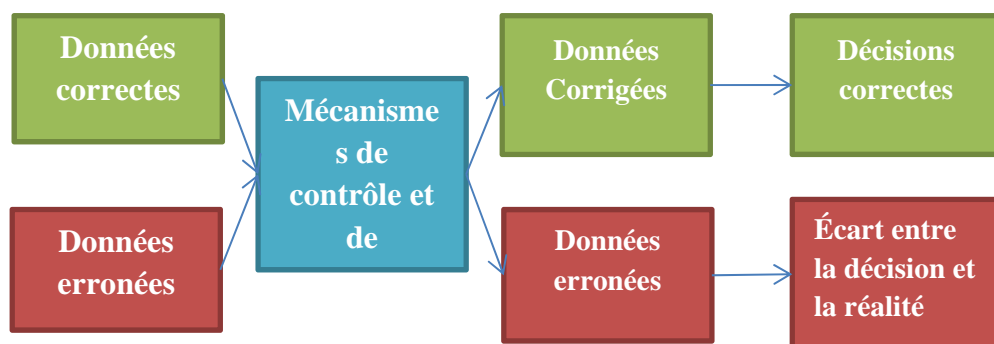 Données
correctes
Données
erronées
Mécanisme
s de
contrôle et
de
Données
Corrigées
Décisions
correctes
Données
erronées
Écart entre
la décision et
la réalité